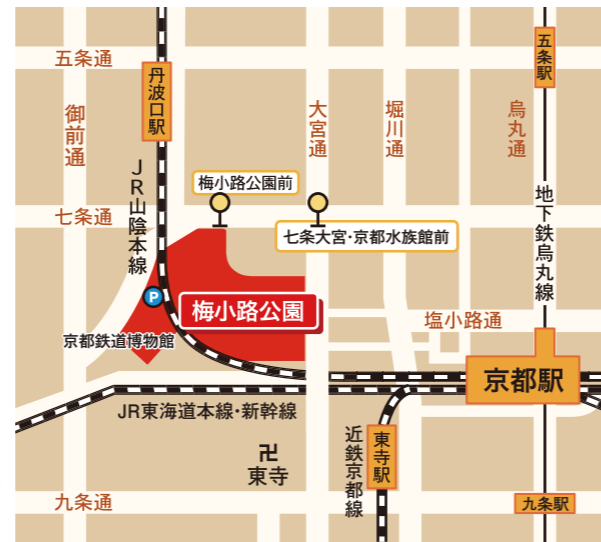 五条通
五条駅
丹波口駅
御前通
大宮通
堀川通
烏丸通
JR山陰本線
梅小路公園前
地下鉄烏丸線
七条通
七条大宮・京都水族館前
P
梅小路公園
塩小路通
京都鉄道博物館
京都駅
JR東海道本線・新幹線
卍
東寺
近鉄京都線
東寺駅
九条通
九条駅